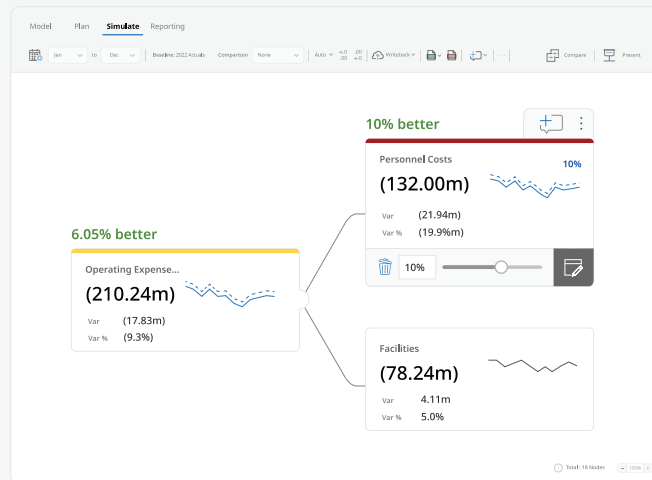 Model Plan Simulate Reporting
Jan to Dec Baseline: 2022 Actuals Comparison None Auto Writeback Compare Present
10% better
Personnel Costs
10%
(132.00m)
Var (21.94m)
Var % (19.9%m)
10%
6.05% better
Operating Expense...
(210.24m)
Var (17.83m)
Var % (9.3%)
Facilities
(78.24m)
Var 4.11m
Var % 5.0%
Total: 18 Nodes 100%